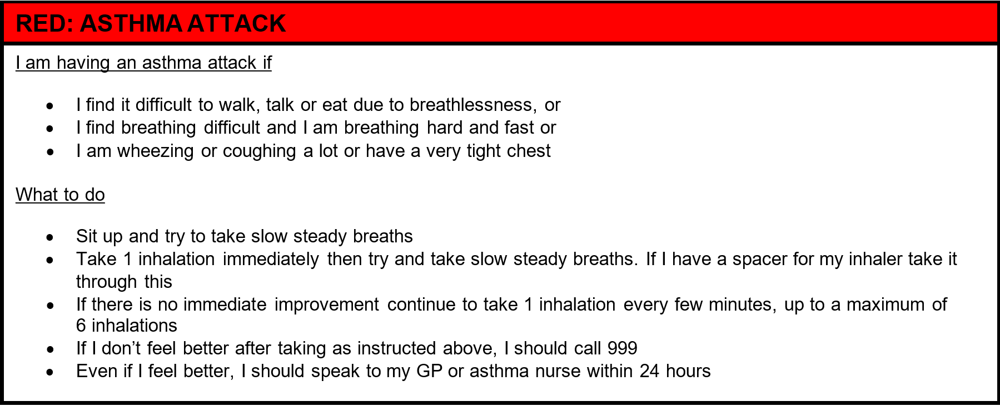 RED: ASTHMA ATTACK
I am having an asthma attack if
• I find it difficult to walk, talk or eat due to breathlessness, or
• I find breathing difficult and I am breathing hard and fast or
• I am wheezing or coughing a lot or have a very tight chest
What to do
• Sit up and try to take slow steady breaths
• Take 1 inhalation immediately then try and take slow steady breaths. If I have a spacer for my inhaler take it
through this
• If there is no immediate improvement continue to take 1 inhalation every few minutes, up to a maximum of
6 inhalations
• If I don’t feel better after taking as instructed above, I should call 999
• Even if I feel better, I should speak to my GP or asthma nurse within 24 hours